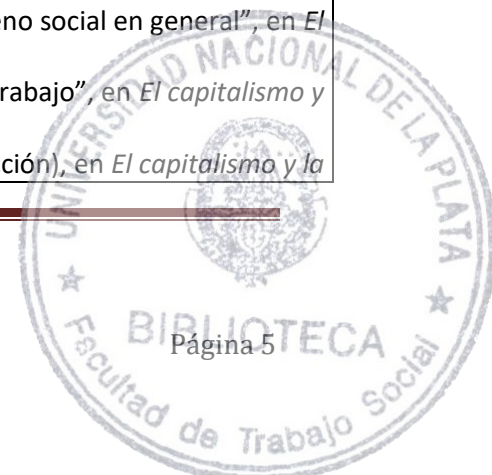 no social en general”, en El
rabajo”, en El capitalismo y
ción), en El capitalismo y la
UNIVERSIDAD NACIONAL DE LA PLATA
BIBLIOTECA
Página 5
Facultad de Trabajo Social